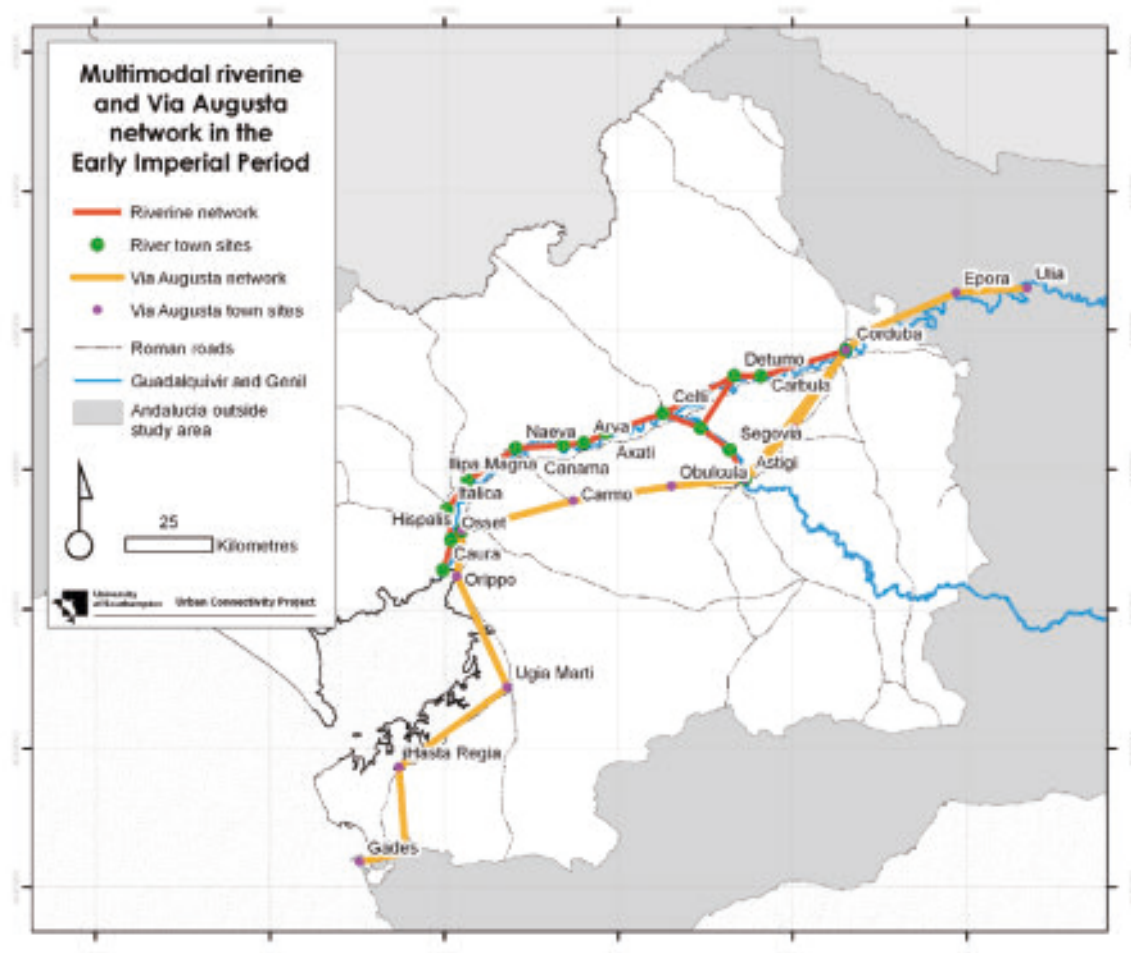 Multimodal riverine
and Via Augusta
network in the
Early Imperial Period
Riverine network
River town sites
Via Augusta network
Via Augusta town sites
Roman roads
Guadalquivir and Genil
Andalucia outside
study area
25
Kilometres
University
of Southampton
Urban Connectivity Project
Ulia
Epora
Corduba
Detumo
Carbula
Celti
Segovia
Arva
Naeva
Axati
Astigi
Ilipa Magna
Canama
Obulcula
Italica
Carmo
Hispalis
Osset
Caura
Orippo
Ugia Marti
Hasta Regia
Gades